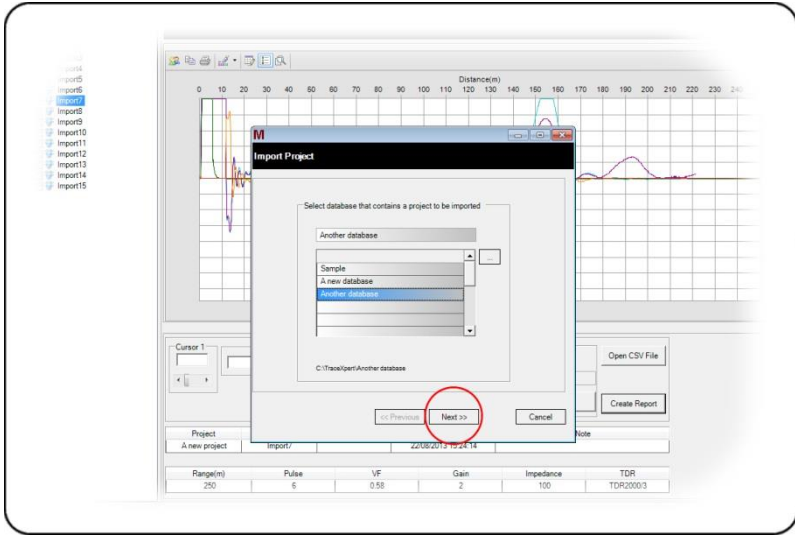 Import5
Import6
Import7
Import8
Import9
Import10
Import11
Import12
Import13
Import14
Import15
Distance(m)
0 10 20 30 40 50 60 70 80 90 100 110 120 130 140 150 160 170 180 190 200 210 220 230 240
M
Import Project
Select database that contains a project to be imported
Another database
...
Sample
A new database
Another database
C:\TraceXpert\Another database
<< Previous Next >> Cancel
Cursor 1
Open CSV File
Create Report
Project Note
A new project Import7 22/08/2013 15:24:14
Range(m) Pulse VF Gain Impedance TDR
250 6 0.58 2 100 TDR2000/3